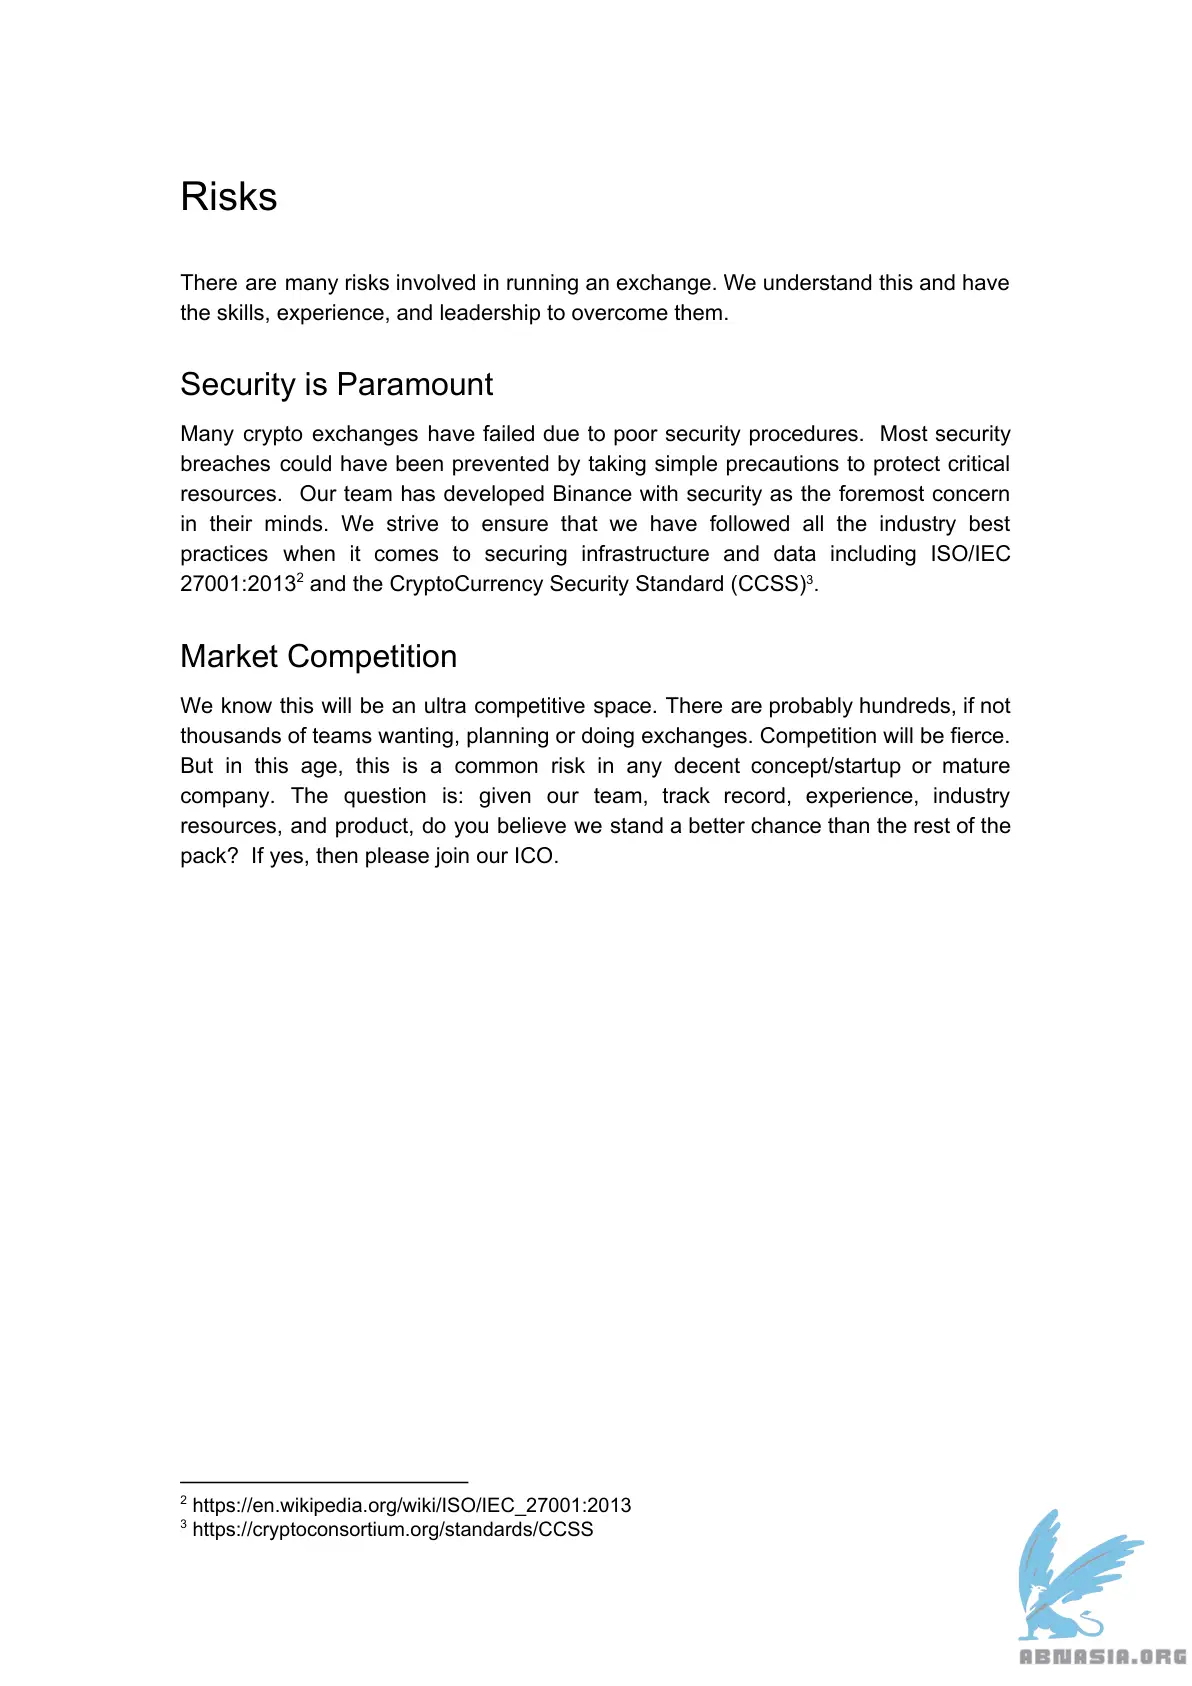 Risks
There are many risks involved in running an exchange. We understand this and have
the skills, experience, and leadership to overcome them.
Security is Paramount
Many crypto exchanges have failed due to poor security procedures.  Most security
breaches could have been prevented by taking simple precautions to protect critical
resources.  Our team has developed Binance with security as the foremost concern
in their minds. We strive to ensure that we have followed all the industry best
practices when it comes to securing infrastructure and data including ISO/IEC
27001:2013² and the CryptoCurrency Security Standard (CCSS)³.
Market Competition
We know this will be an ultra competitive space. There are probably hundreds, if not
thousands of teams wanting, planning or doing exchanges. Competition will be fierce.
But in this age, this is a common risk in any decent concept/startup or mature
company. The question is: given our team, track record, experience, industry
resources, and product, do you believe we stand a better chance than the rest of the
pack?  If yes, then please join our ICO.
² https://en.wikipedia.org/wiki/ISO/IEC_27001:2013
³ https://cryptoconsortium.org/standards/CCSS
ABNASIA.ORG